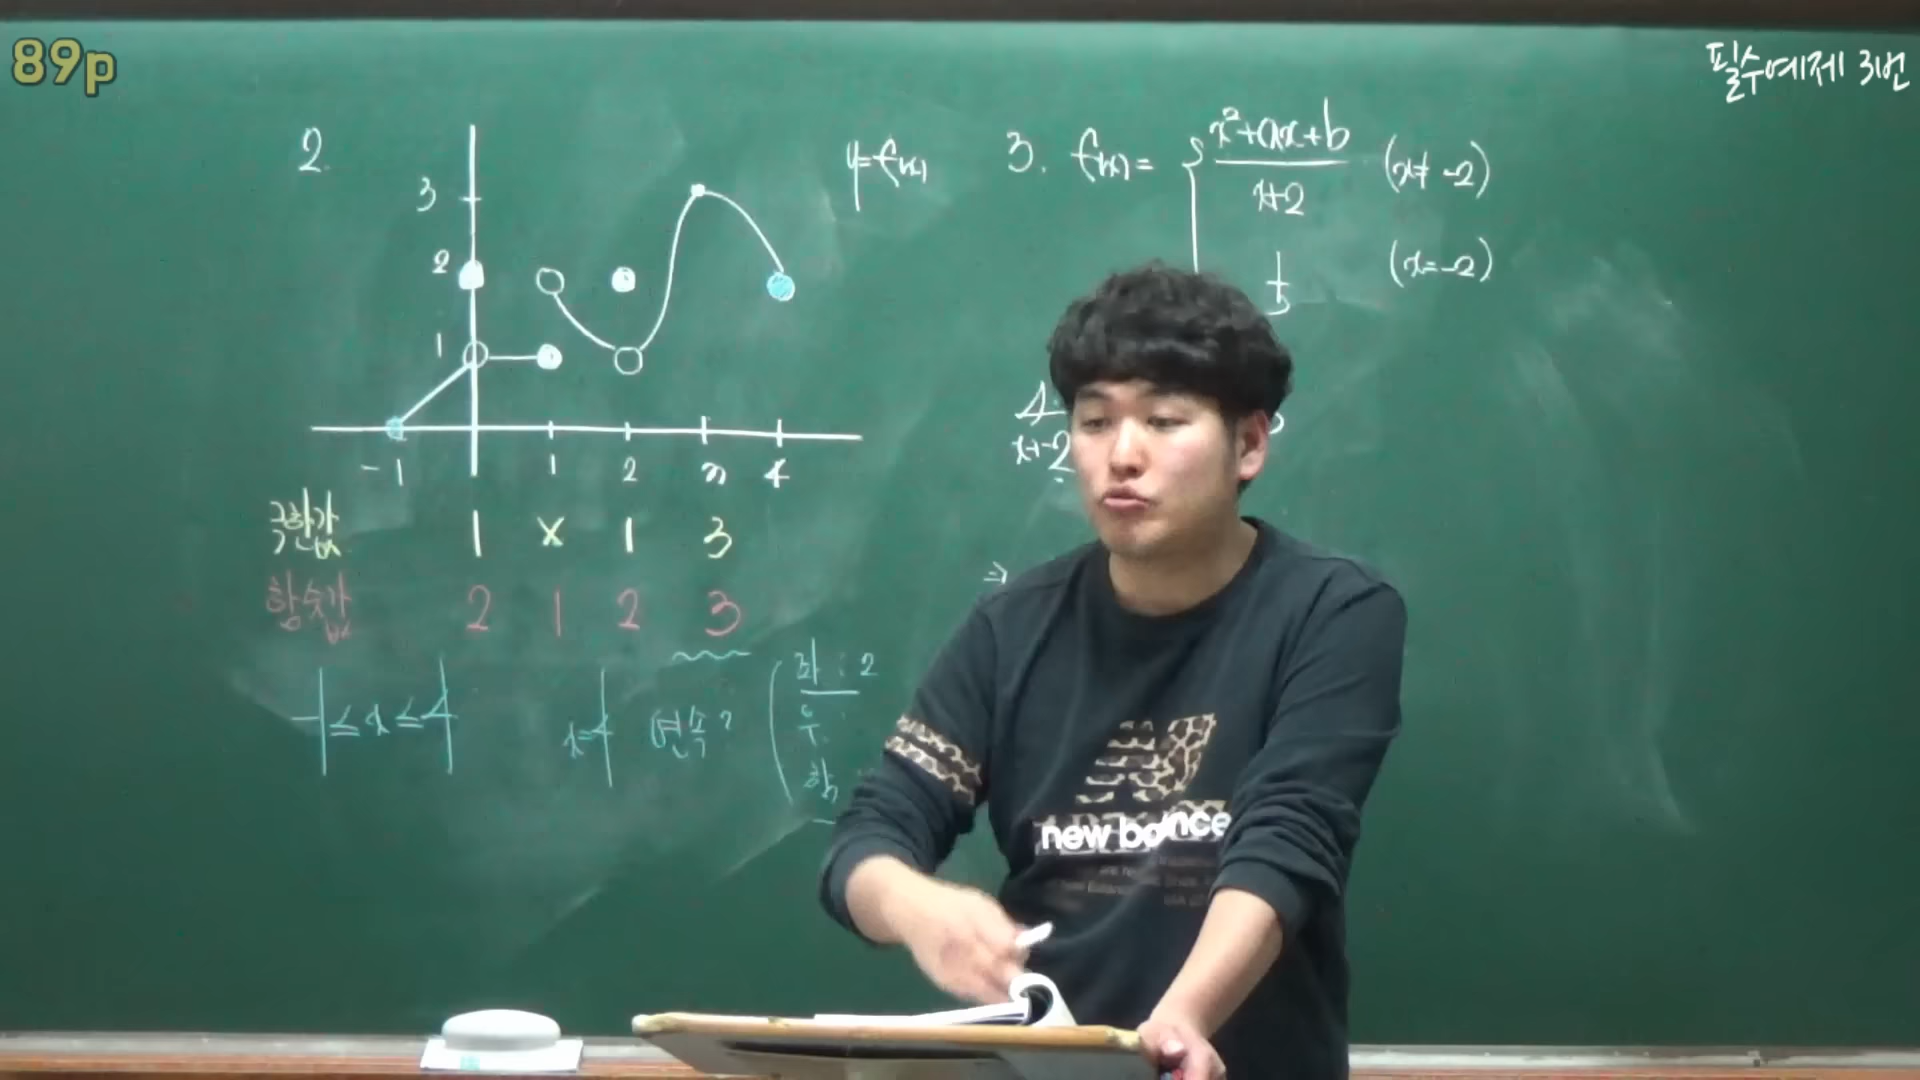 89p
필수예제 3번
2.
y=f(x)
3
2
1
-1 1 2 3 4
극한값 1 × 1 3
함숫값 2 1 2 3
-1≤x≤4
x=4 연속?
좌 : 2
우 :
함
3. f(x)= { x²+ax+b / x+2 (x≠-2)
(x=-2)
x→-2
⇒
new balance